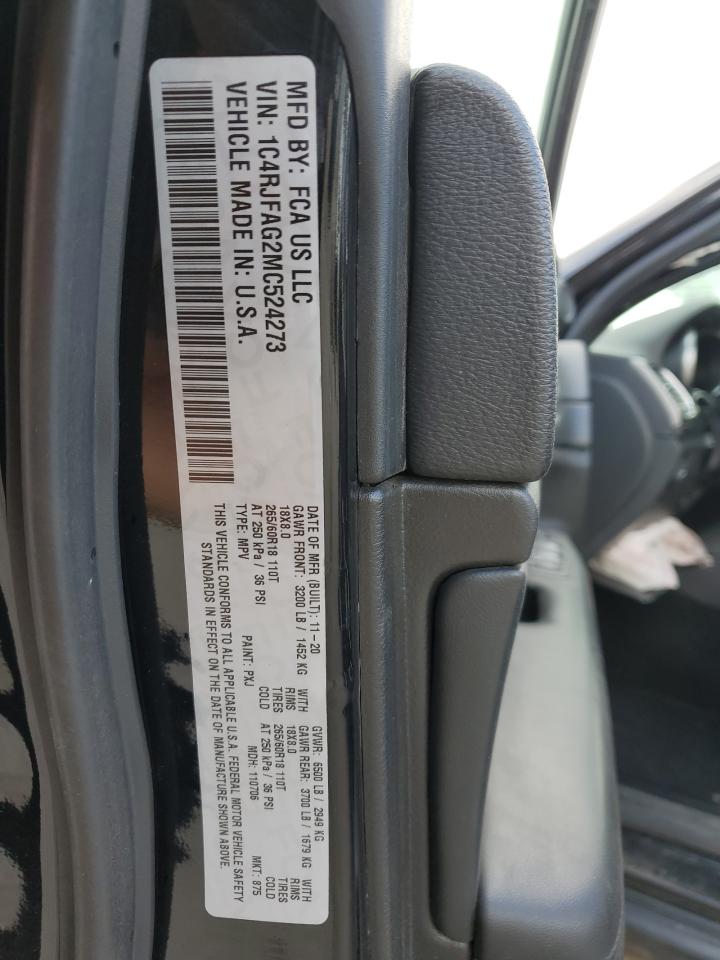 MFD BY: FCA US LLC
VIN: 1C4RJFAG2MC524273
VEHICLE MADE IN: U.S.A.
DATE OF MFR (BUILT): 11-20 GVWR: 6500 LB / 2949 KG
GAWR FRONT: 3200 LB / 1452 KG WITH GAWR REAR: 3700 LB / 1679 KG WITH
18X8.0 RIMS 18X8.0 RIMS
265/60R18 110T TIRES 265/60R18 110T TIRES
AT 250 kPa / 36 PSI COLD AT 250 kPa / 36 PSI COLD
TYPE: MPV PAINT: PXJ MDH: 110706 MKT: 875
THIS VEHICLE CONFORMS TO ALL APPLICABLE U.S.A. FEDERAL MOTOR VEHICLE SAFETY
STANDARDS IN EFFECT ON THE DATE OF MANUFACTURE SHOWN ABOVE.